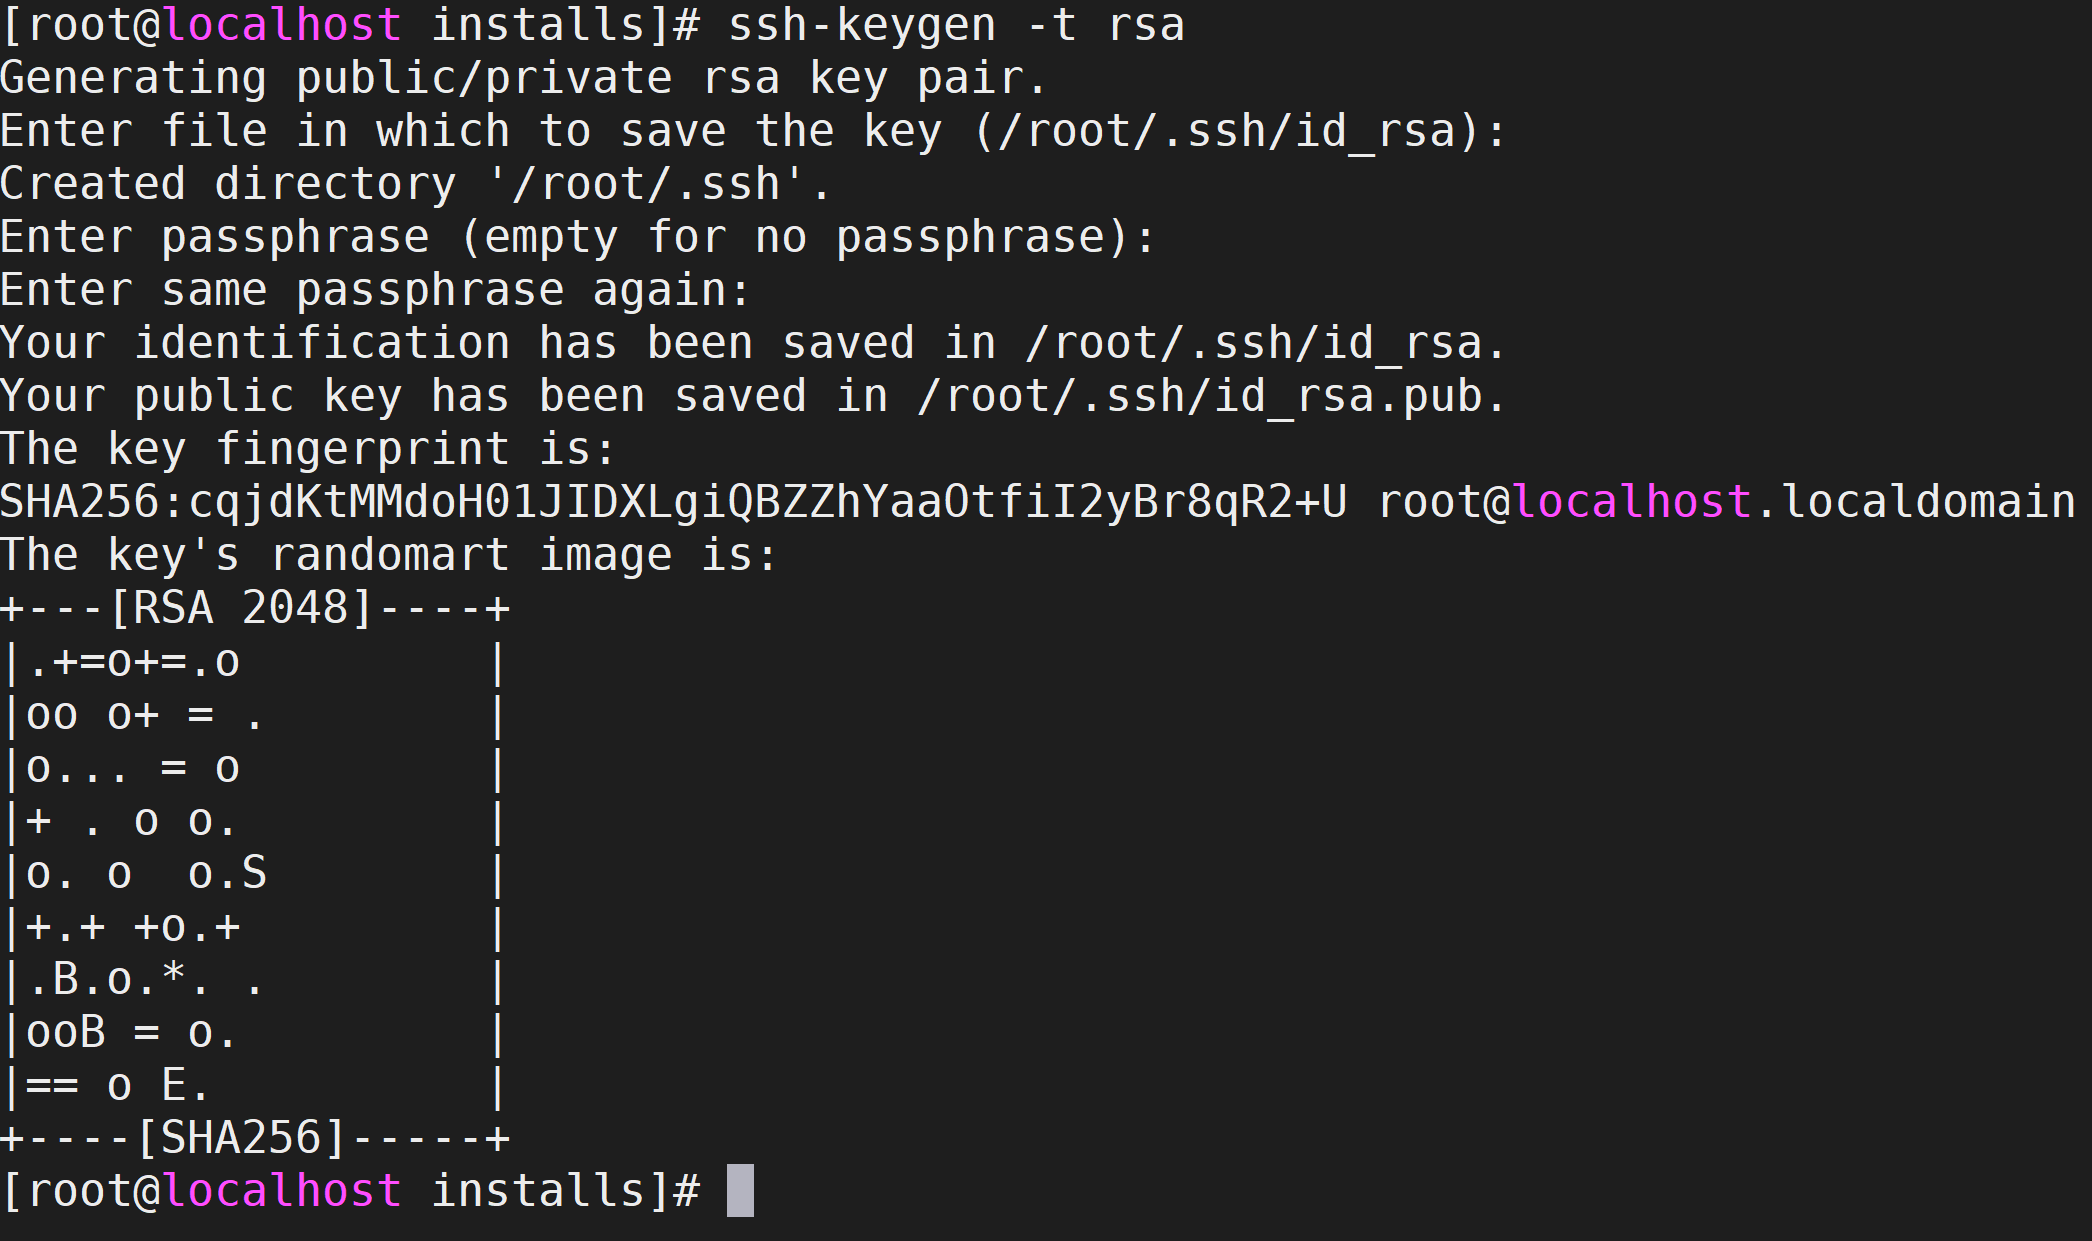 [root@localhost installs]# ssh-keygen -t rsa
Generating public/private rsa key pair.
Enter file in which to save the key (/root/.ssh/id_rsa):
Created directory '/root/.ssh'.
Enter passphrase (empty for no passphrase):
Enter same passphrase again:
Your identification has been saved in /root/.ssh/id_rsa.
Your public key has been saved in /root/.ssh/id_rsa.pub.
The key fingerprint is:
SHA256:cqjdKtMMdoH01JIDXLgiQBZZhYaaOtfiI2yBr8qR2+U root@localhost.localdomain
The key's randomart image is:
+---[RSA 2048]----+
|.+=o+=.o         |
|oo o+ = .        |
|o... = o         |
|+ . o o.         |
|o. o  o.S        |
|+.+ +o.+         |
|.B.o.*. .        |
|ooB = o.         |
|== o E.          |
+----[SHA256]-----+
[root@localhost installs]#